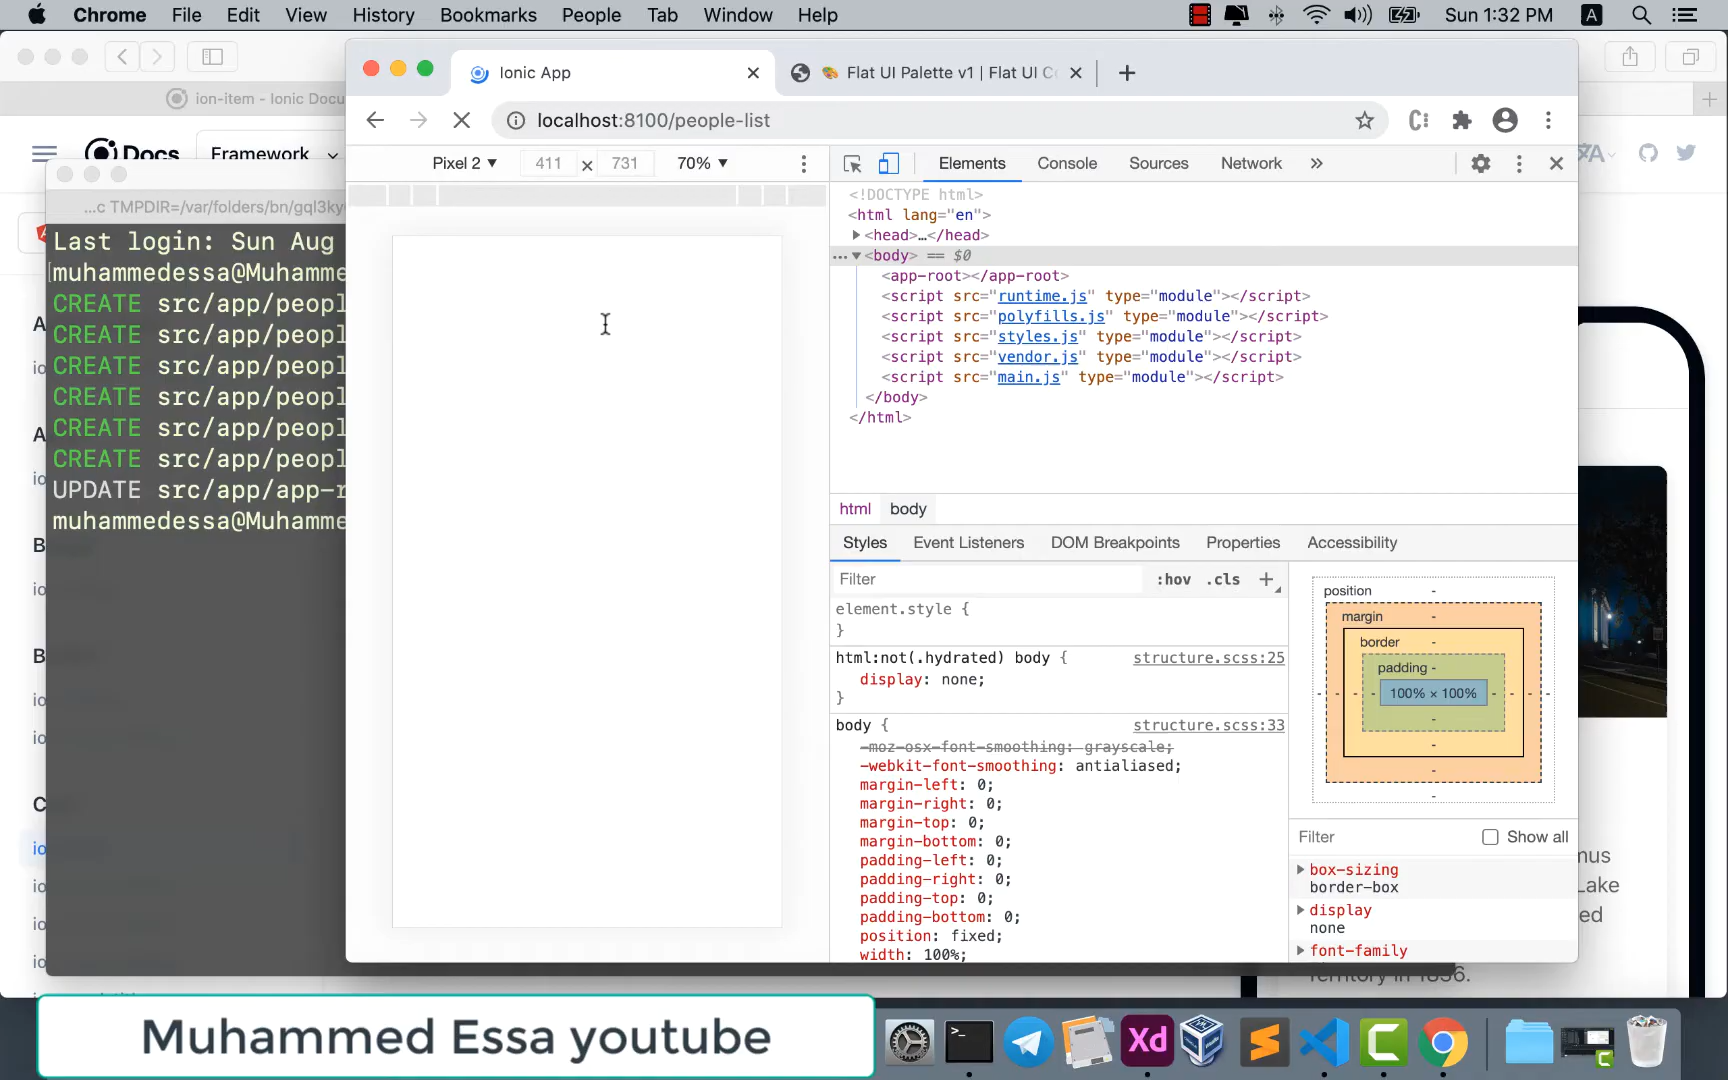 Chrome File Edit View History Bookmarks People Tab Window Help Sun 1:32 PM A
ion-item - Ionic Docu
Docs Framework
...c TMPDIR=/var/folders/bn/gql3ky
Last login: Sun Aug
muhammedessa@Muhamme
CREATE src/app/peopl
CREATE src/app/peopl
CREATE src/app/peopl
CREATE src/app/peopl
CREATE src/app/peopl
CREATE src/app/peopl
UPDATE src/app/app-r
muhammedessa@Muhamme
Ionic App
Flat UI Palette v1 | Flat UI Co
localhost:8100/people-list
Pixel 2 ▼ 411 × 731 70% ▼
Elements Console Sources Network »
<!DOCTYPE html>
<html lang="en">
<head>…</head>
<body> == $0
<app-root></app-root>
<script src="runtime.js" type="module"></script>
<script src="polyfills.js" type="module"></script>
<script src="styles.js" type="module"></script>
<script src="vendor.js" type="module"></script>
<script src="main.js" type="module"></script>
</body>
</html>
html body
Styles Event Listeners DOM Breakpoints Properties Accessibility
Filter :hov .cls +
element.style {
}
html:not(.hydrated) body { structure.scss:25
display: none;
}
body { structure.scss:33
-moz-osx-font-smoothing: grayscale;
-webkit-font-smoothing: antialiased;
margin-left: 0;
margin-right: 0;
margin-top: 0;
margin-bottom: 0;
padding-left: 0;
padding-right: 0;
padding-top: 0;
padding-bottom: 0;
position: fixed;
width: 100%;
position -
margin -
border -
padding -
100% × 100%
Filter Show all
box-sizing
border-box
display
none
font-family
mus
Lake
ed
Territory in 1836.
Muhammed Essa youtube
Xd